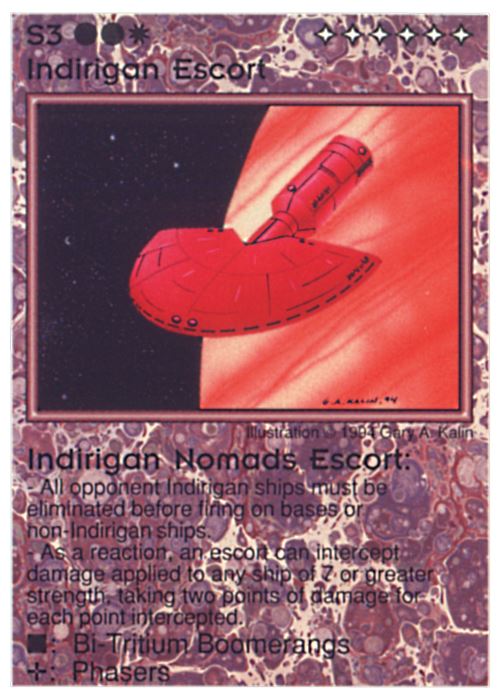 S3
Indirigan Escort
G.A. KALIN, '94
Illustration © 1994 Gary A. Kalin
Indirigan Nomads Escort:
- All opponent Indirigan ships must be
eliminated before firing on bases or
non-Indirigan ships.
- As a reaction, an escort can intercept
damage applied to any ship of 7 or greater
strength, taking two points of damage for
each point intercepted.
■: Bi-Tritium Boomerangs
✛: Phasers